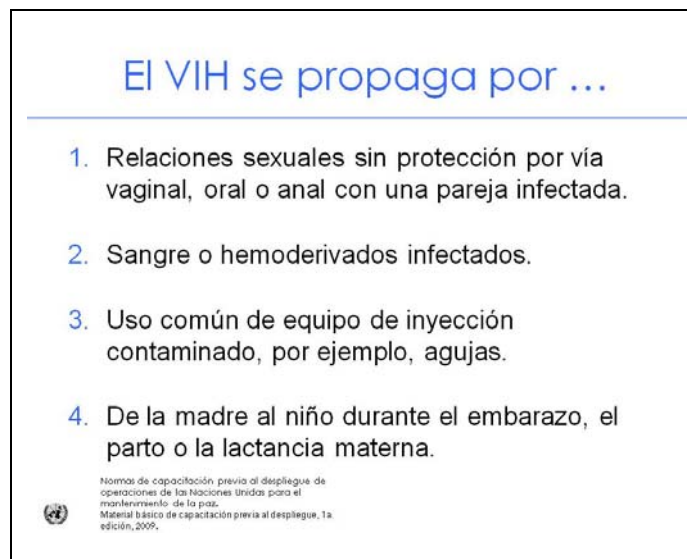 El VIH se propaga por ...
1. Relaciones sexuales sin protección por vía
vaginal, oral o anal con una pareja infectada.
2. Sangre o hemoderivados infectados.
3. Uso común de equipo de inyección
contaminado, por ejemplo, agujas.
4. De la madre al niño durante el embarazo, el
parto o la lactancia materna.
Normas de capacitación previa al despliegue de
operaciones de las Naciones Unidas para el
mantenimiento de la paz.
Material básico de capacitación previa al despliegue, 1a.
edición, 2009.